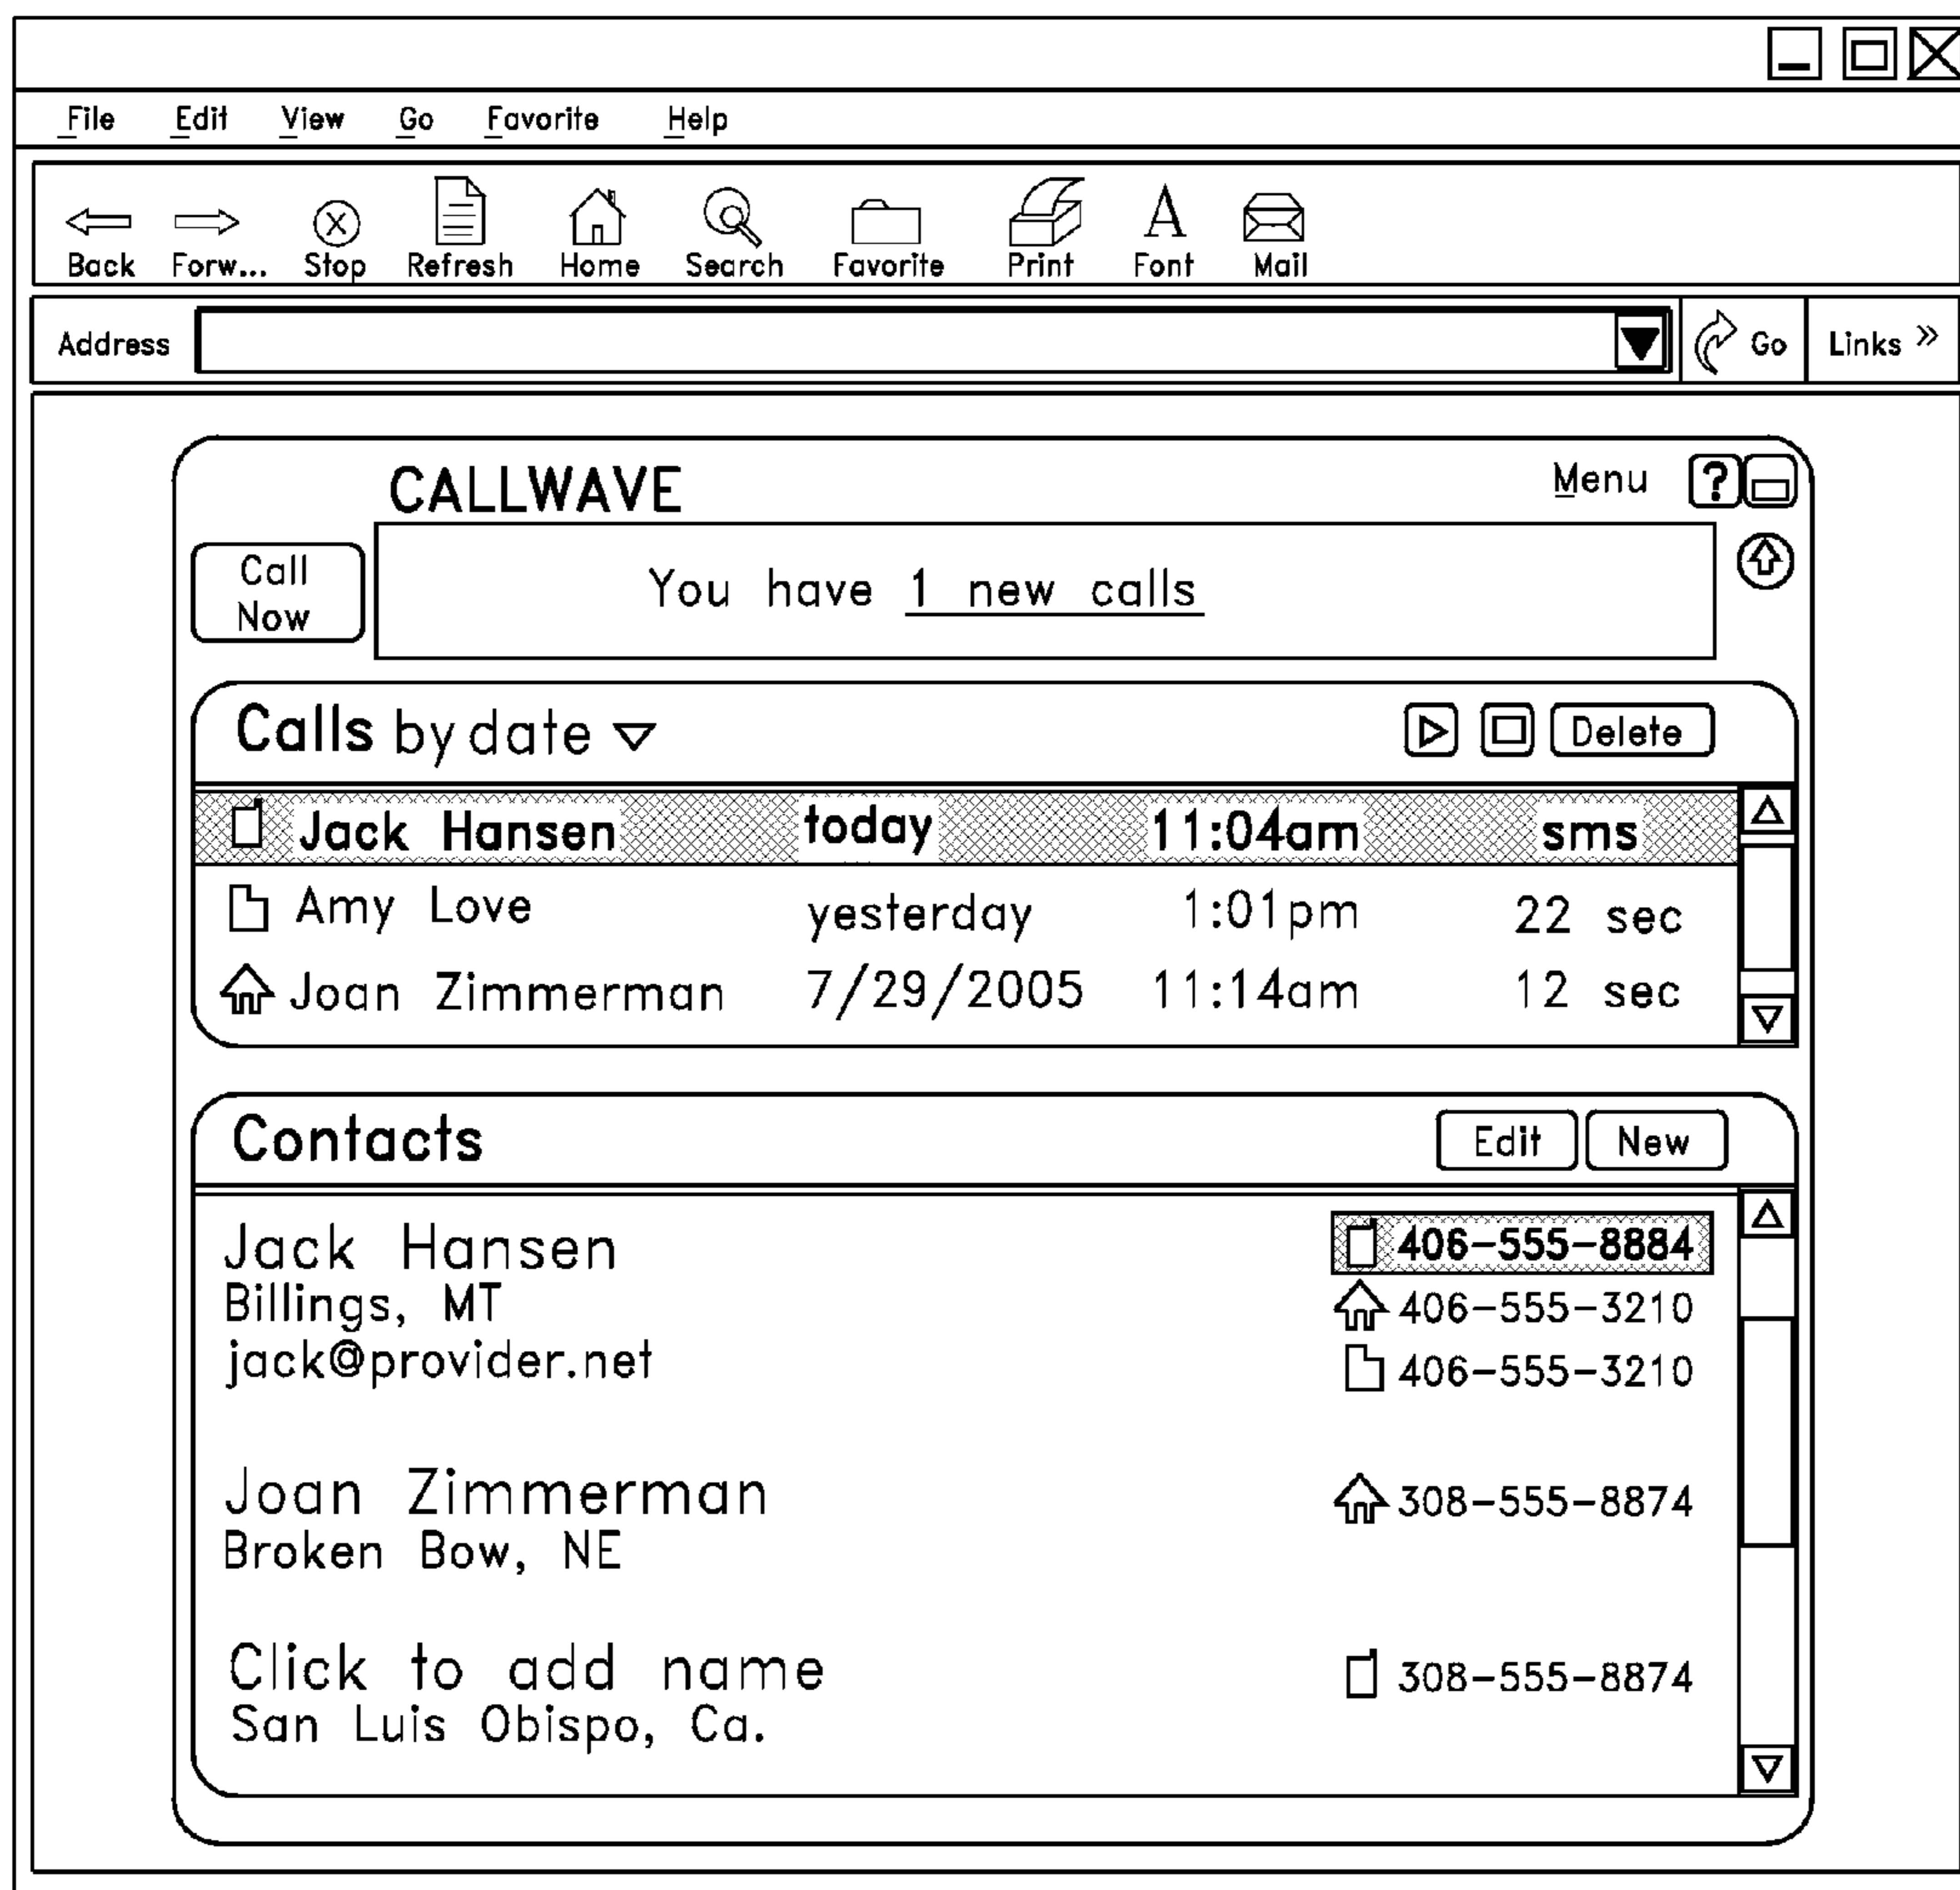 File Edit View Go Favorite Help
Back Forw... Stop Refresh Home Search Favorite Print A Font Mail
Address Go Links »
CALLWAVE Menu ?
Call
Now
You have 1 new calls
Calls by date Delete
Jack Hansen today 11:04am sms
Amy Love yesterday 1:01pm 22 sec
Joan Zimmerman 7/29/2005 11:14am 12 sec
Contacts Edit New
Jack Hansen 406-555-8884
Billings, MT 406-555-3210
jack@provider.net 406-555-3210
Joan Zimmerman 308-555-8874
Broken Bow, NE
Click to add name 308-555-8874
San Luis Obispo, Ca.